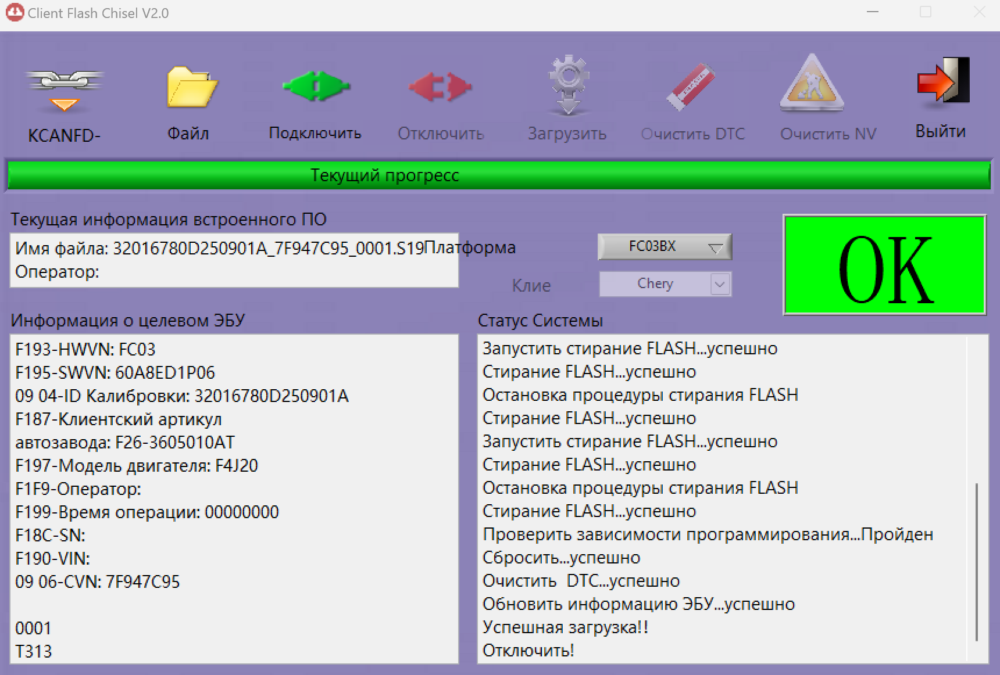 Client Flash Chisel V2.0
KCANFD-
Файл
Подключить
Отключить
Загрузить
Очистить DTC
Очистить NV
Выйти
Текущий прогресс
Текущая информация встроенного ПО
Имя файла: 32016780D250901A_7F947C95_0001.S19
Оператор:
Платформа
FC03BX
Клие
Chery
OK
Информация о целевом ЭБУ
F193-HWVN: FC03
F195-SWVN: 60A8ED1P06
09 04-ID Калибровки: 32016780D250901A
F187-Клиентский артикул
автозавода: F26-3605010AT
F197-Модель двигателя: F4J20
F1F9-Оператор:
F199-Время операции: 00000000
F18C-SN:
F190-VIN:
09 06-CVN: 7F947C95
0001
T313
Статус Системы
Запустить стирание FLASH...успешно
Стирание FLASH...успешно
Остановка процедуры стирания FLASH
Стирание FLASH...успешно
Запустить стирание FLASH...успешно
Стирание FLASH...успешно
Остановка процедуры стирания FLASH
Стирание FLASH...успешно
Проверить зависимости программирования...Пройден
Сбросить...успешно
Очистить  DTC...успешно
Обновить информацию ЭБУ...успешно
Успешная загрузка!!
Отключить!